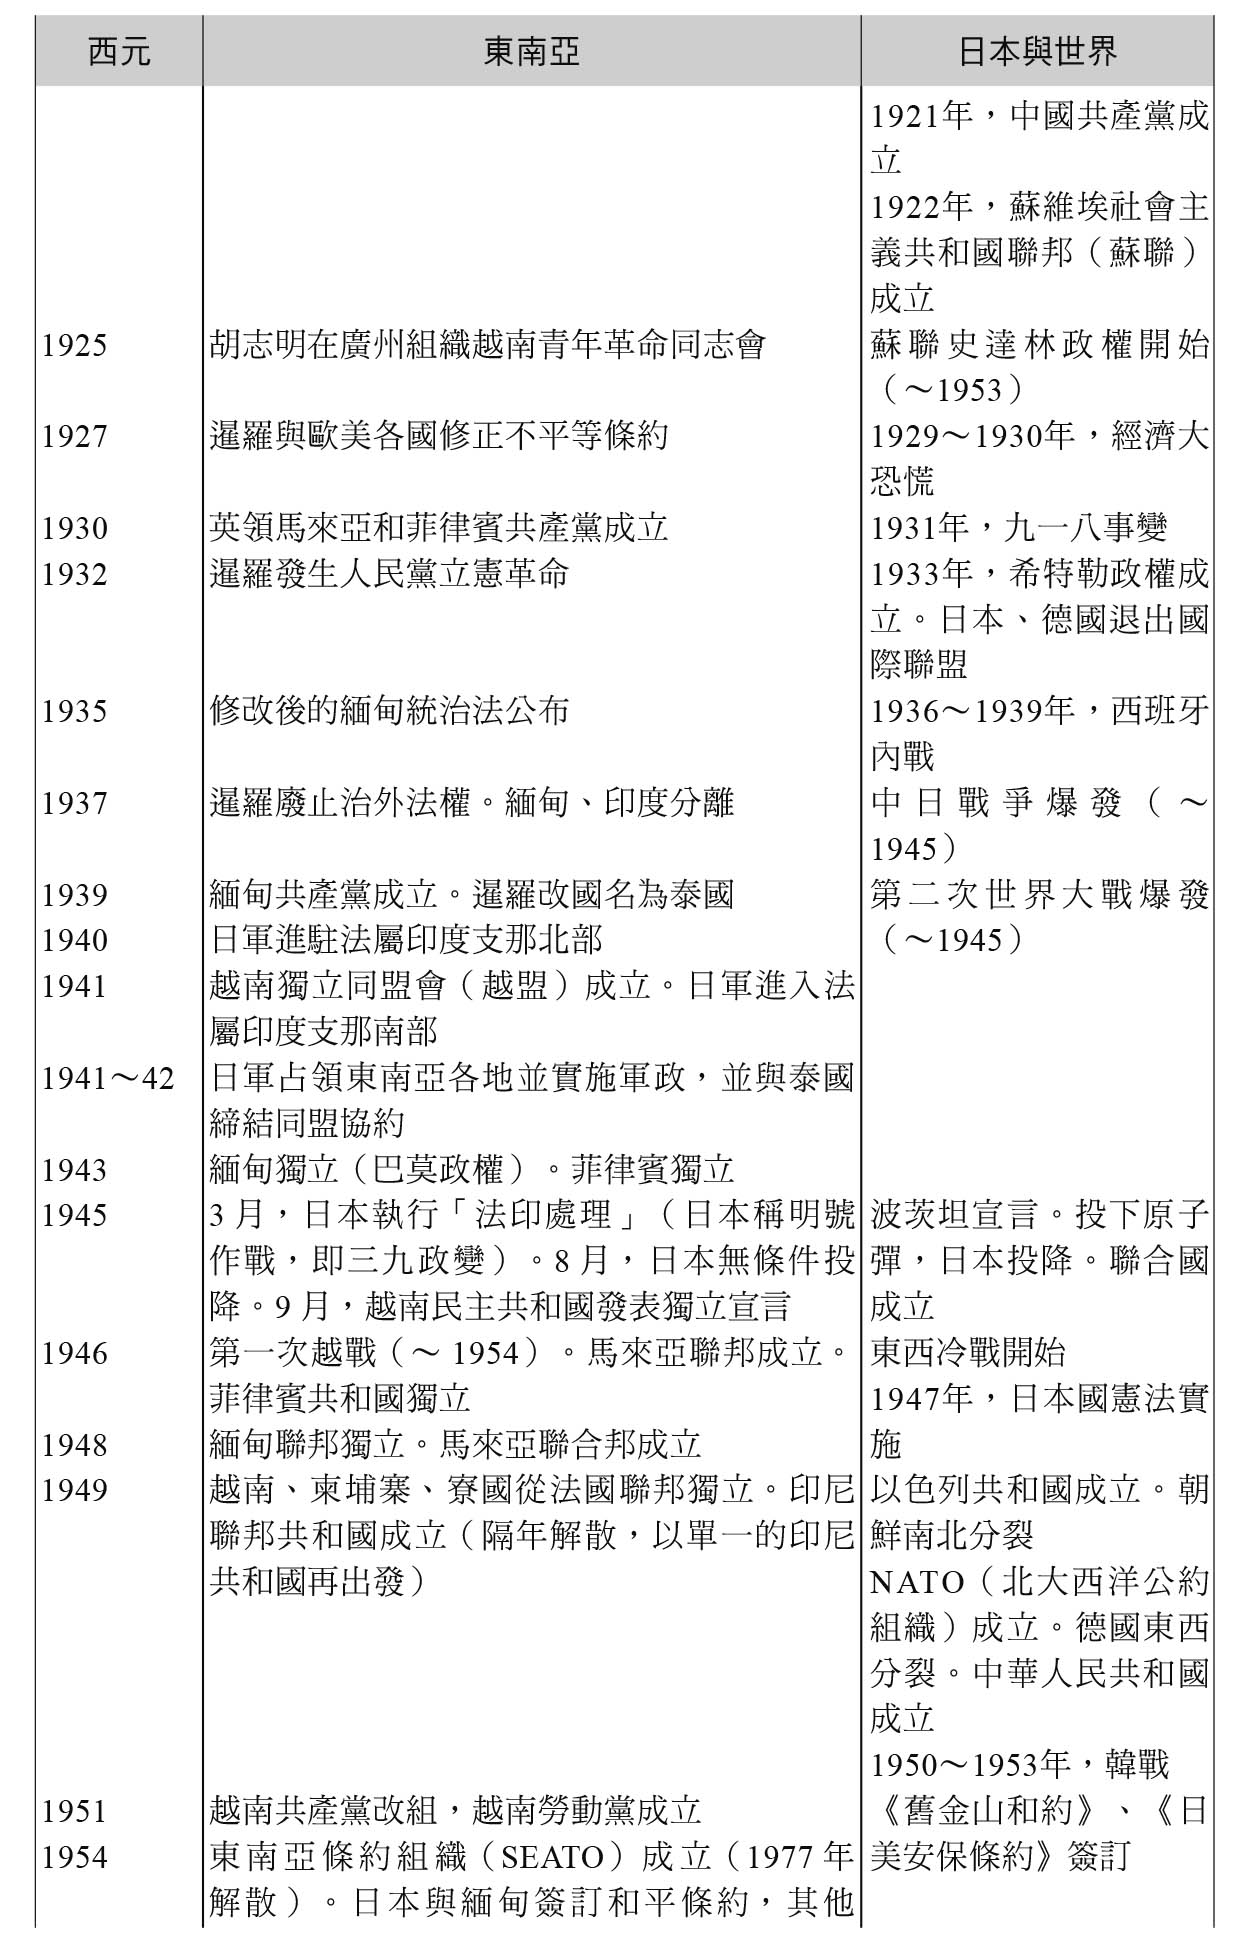 西元 東南亞 日本與世界
1921年，中國共產黨成
立
1922年，蘇維埃社會主
義共和國聯邦（蘇聯）
成立
1925 胡志明在廣州組織越南青年革命同志會 蘇聯史達林政權開始
（～1953）
1927 暹羅與歐美各國修正不平等條約 1929～1930年，經濟大
恐慌
1930 英領馬來亞和菲律賓共產黨成立 1931年，九一八事變
1932 暹羅發生人民黨立憲革命 1933年，希特勒政權成
立。日本、德國退出國
際聯盟
1935 修改後的緬甸統治法公布 1936～1939年，西班牙
內戰
1937 暹羅廢止治外法權。緬甸、印度分離 中日戰爭爆發（～
1945）
1939 緬甸共產黨成立。暹羅改國名為泰國 第二次世界大戰爆發
1940 日軍進駐法屬印度支那北部 （～1945）
1941 越南獨立同盟會（越盟）成立。日軍進入法
屬印度支那南部
1941～42 日軍占領東南亞各地並實施軍政，並與泰國
締結同盟協約
1943 緬甸獨立（巴莫政權）。菲律賓獨立
1945 3 月，日本執行「法印處理」（日本稱明號 波茨坦宣言。投下原子
作戰，即三九政變）。8 月，日本無條件投 彈，日本投降。聯合國
降。9 月，越南民主共和國發表獨立宣言 成立
1946 第一次越戰（～ 1954）。馬來亞聯邦成立。 東西冷戰開始
菲律賓共和國獨立 1947年，日本國憲法實
1948 緬甸聯邦獨立。馬來亞聯合邦成立 施
1949 越南、柬埔寨、寮國從法國聯邦獨立。印尼 以色列共和國成立。朝
聯邦共和國成立（隔年解散，以單一的印尼 鮮南北分裂
共和國再出發） NATO（北大西洋公約
組織）成立。德國東西
分裂。中華人民共和國
成立
1950～1953年，韓戰
1951 越南共產黨改組，越南勞動黨成立 《舊金山和約》、《日
1954 東南亞條約組織（SEATO）成立（1977 年 美安保條約》簽訂
解散）。日本與緬甸簽訂和平條約，其他